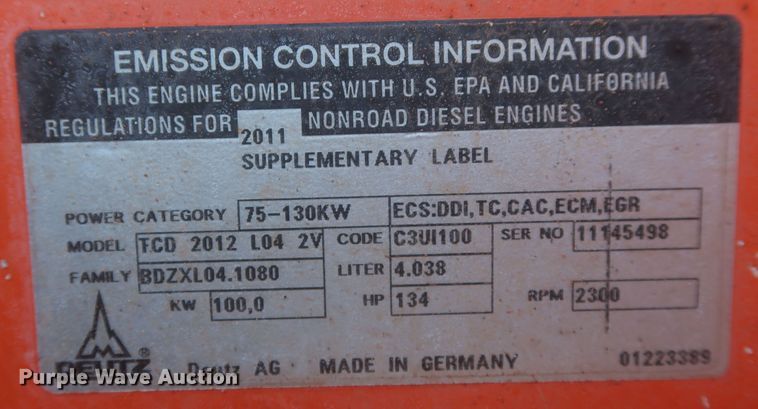 EMISSION CONTROL INFORMATION
THIS ENGINE COMPLIES WITH U.S. EPA AND CALIFORNIA
REGULATIONS FOR 2011 NONROAD DIESEL ENGINES
SUPPLEMENTARY LABEL
POWER CATEGORY 75-130KW ECS:DDI,TC,CAC,ECM,EGR
MODEL TCD 2012 L04 2V CODE C3UI100 SER NO 11145498
FAMILY BDZXL04.1080 LITER 4.038
KW 100,0 HP 134 RPM 2300
DEUTZ ® Deutz AG MADE IN GERMANY 01223389
Purple Wave Auction